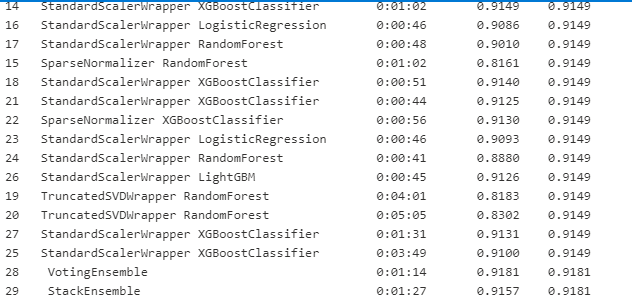 14 StandardScalerWrapper XGBoostClassifier 0:01:02 0.9149 0.9149
16 StandardScalerWrapper LogisticRegression 0:00:46 0.9086 0.9149
17 StandardScalerWrapper RandomForest 0:00:48 0.9010 0.9149
15 SparseNormalizer RandomForest 0:01:02 0.8161 0.9149
18 StandardScalerWrapper XGBoostClassifier 0:00:51 0.9140 0.9149
21 StandardScalerWrapper XGBoostClassifier 0:00:44 0.9125 0.9149
22 SparseNormalizer XGBoostClassifier 0:00:56 0.9130 0.9149
23 StandardScalerWrapper LogisticRegression 0:00:46 0.9093 0.9149
24 StandardScalerWrapper RandomForest 0:00:41 0.8880 0.9149
26 StandardScalerWrapper LightGBM 0:00:45 0.9126 0.9149
19 TruncatedSVDWrapper RandomForest 0:04:01 0.8183 0.9149
20 TruncatedSVDWrapper RandomForest 0:05:05 0.8302 0.9149
27 StandardScalerWrapper XGBoostClassifier 0:01:31 0.9131 0.9149
25 StandardScalerWrapper XGBoostClassifier 0:03:49 0.9100 0.9149
28 VotingEnsemble 0:01:14 0.9181 0.9181
29 StackEnsemble 0:01:27 0.9157 0.9181